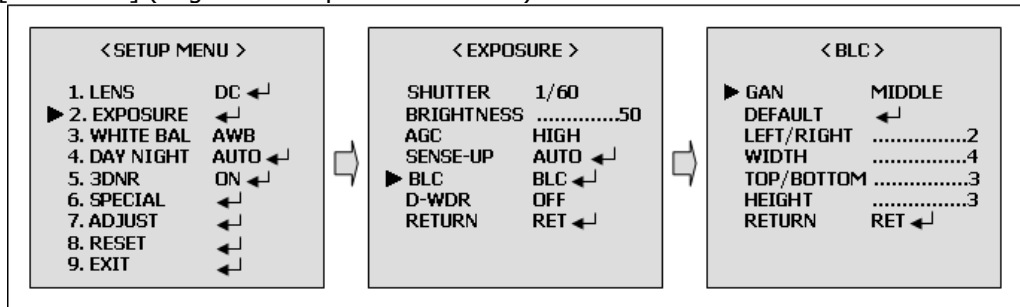 < SETUP MENU >
1. LENS DC ↵
▶ 2. EXPOSURE ↵
3. WHITE BAL AWB
4. DAY NIGHT AUTO ↵
5. 3DNR ON ↵
6. SPECIAL ↵
7. ADJUST ↵
8. RESET ↵
9. EXIT ↵
< EXPOSURE >
SHUTTER 1/60
BRIGHTNESS ..............50
AGC HIGH
SENSE-UP AUTO ↵
▶ BLC BLC ↵
D-WDR OFF
RETURN RET ↵
< BLC >
▶ GAN MIDDLE
DEFAULT ↵
LEFT/RIGHT ................2
WIDTH ................4
TOP/BOTTOM ................3
HEIGHT ................3
RETURN RET ↵